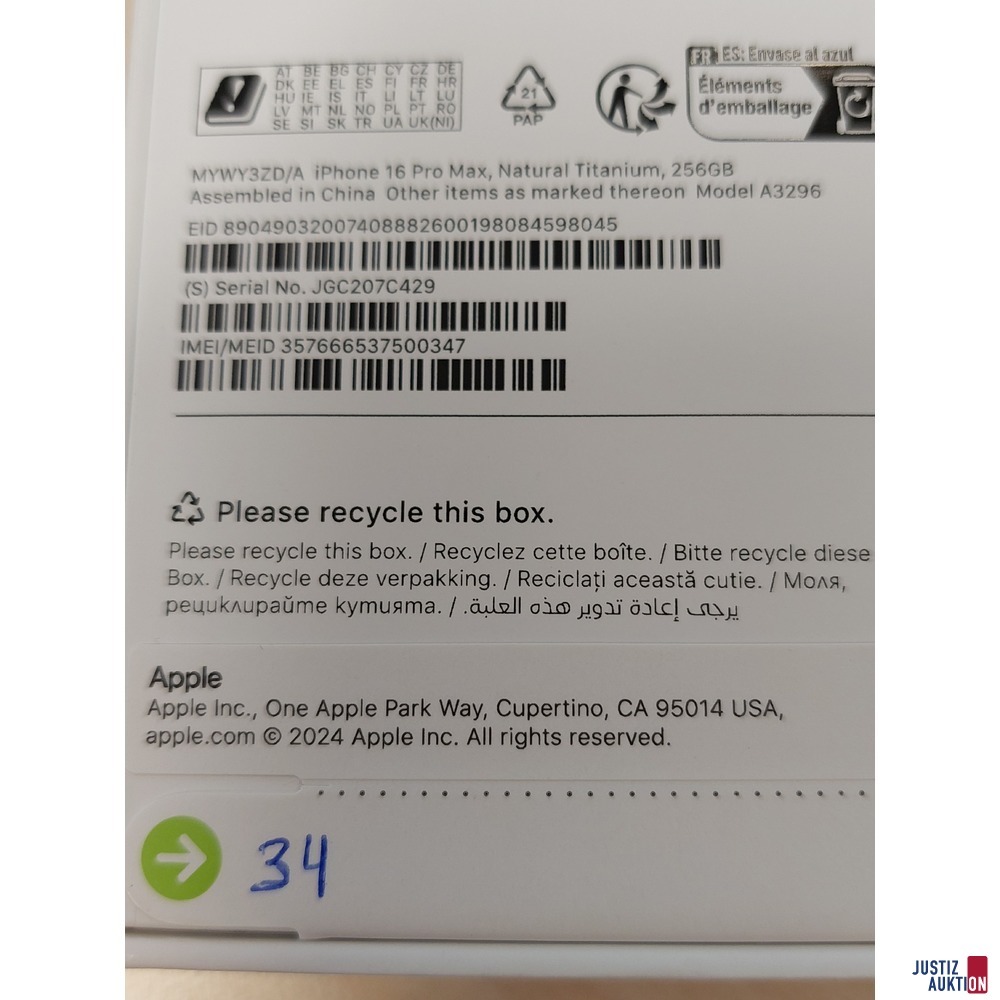 FR ES: Envase al azul
AT BE BG CH CY CZ DE
DK EE EL ES FI FR HR
HU IE IS IT LI LT LU
LV MT NL NO PL PT RO
SE SI SK TR UA UK(NI)
21
PAP
Éléments
d'emballage
MYWY3ZD/A iPhone 16 Pro Max, Natural Titanium, 256GB
Assembled in China Other items as marked thereon Model A3296
EID 89049032007408882600198084598045
(S) Serial No. JGC207C429
IMEI/MEID 357666537500347
Please recycle this box.
Please recycle this box. / Recyclez cette boîte. / Bitte recycle diese
Box. / Recycle deze verpakking. / Reciclați această cutie. / Моля,
рециклирайте кутията. / يرجى إعادة تدوير هذه العلبة.
Apple
Apple Inc., One Apple Park Way, Cupertino, CA 95014 USA,
apple.com © 2024 Apple Inc. All rights reserved.
34
JUSTIZ
AUKTION